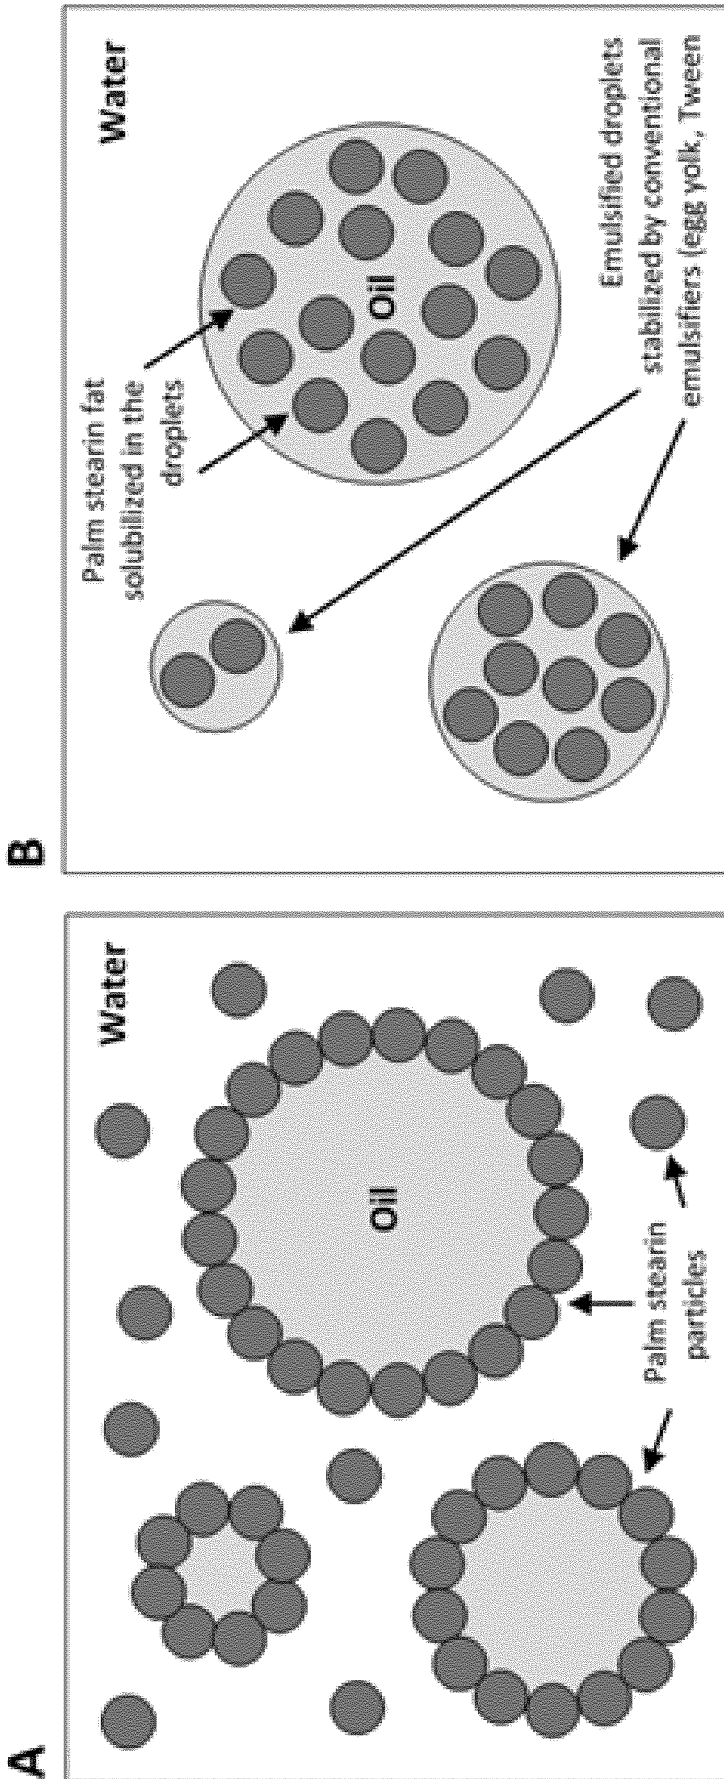 A
Water
Oil
Palm stearin
particles
B
Water
Palm stearin fat
solubilized in the
droplets
Oil
Emulsified droplets
stabilized by conventional
emulsifiers (egg yolk, Tween